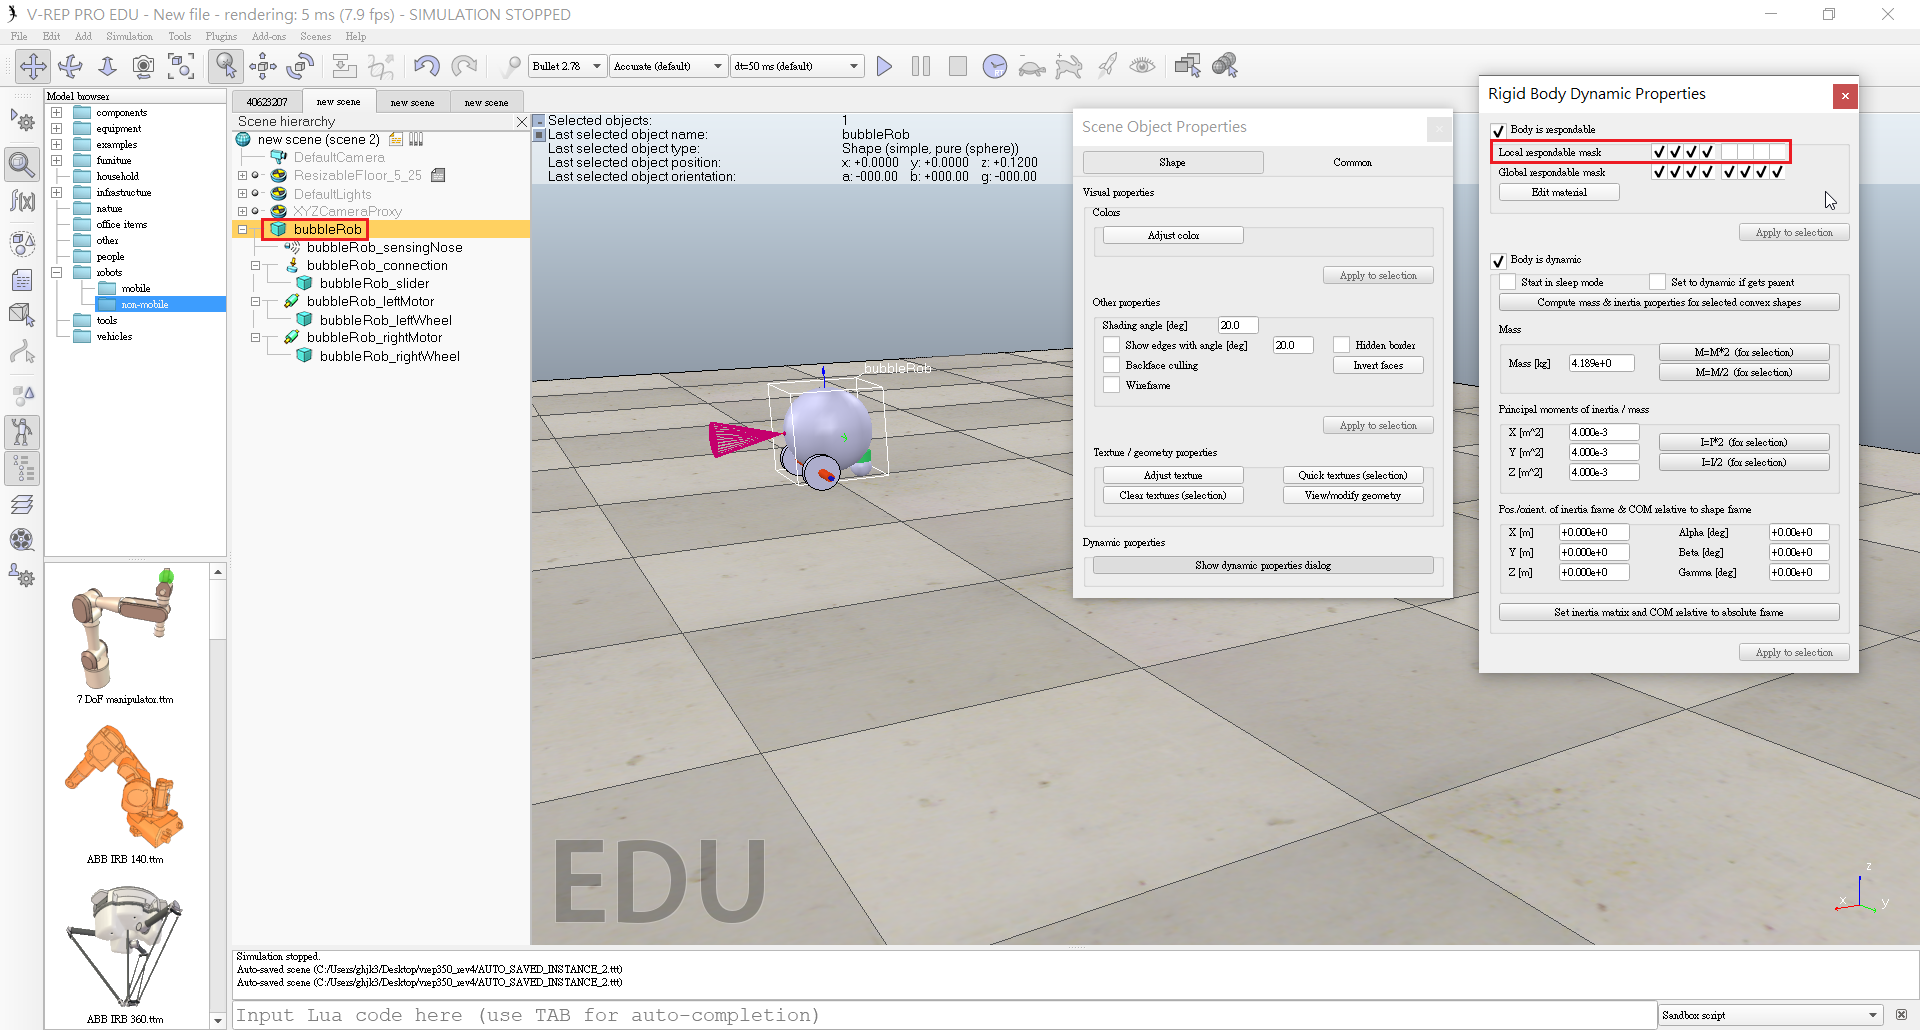 V-REP PRO EDU - New file - rendering: 5 ms (7.9 fps) - SIMULATION STOPPED
File Edit Add Simulation Tools Plugins Add-ons Scenes Help
Bullet 2.78 Accurate (default) dt=50 ms (default)
Model browser
components
equipment
examples
furniture
household
infrastructure
nature
office items
other
people
robots
mobile
non-mobile
tools
vehicles
7 DoF manipulator.ttm
ABB IRB 140.ttm
ABB IRB 360.ttm
40623207 new scene new scene new scene
Scene hierarchy
new scene (scene 2)
DefaultCamera
ResizableFloor_5_25
DefaultLights
XYZCameraProxy
bubbleRob
bubbleRob_sensingNose
bubbleRob_connection
bubbleRob_slider
bubbleRob_leftMotor
bubbleRob_leftWheel
bubbleRob_rightMotor
bubbleRob_rightWheel
Selected objects: 1
Last selected object name: bubbleRob
Last selected object type: Shape (simple, pure (sphere))
Last selected object position: x: +0.0000 y: +0.0000 z: +0.1200
Last selected object orientation: a: -000.00 b: +000.00 g: -000.00
bubbleRob
EDU
x y z
Scene Object Properties
Shape Common
Visual properties
Colors
Adjust color
Apply to selection
Other properties
Shading angle [deg] 20.0
Show edges with angle [deg] 20.0 Hidden border
Backface culling Invert faces
Wireframe
Apply to selection
Texture / geometry properties
Adjust texture Quick textures (selection)
Clear textures (selection) View/modify geometry
Dynamic properties
Show dynamic properties dialog
Rigid Body Dynamic Properties
Body is respondable
Local respondable mask
Global respondable mask
Edit material
Apply to selection
Body is dynamic
Start in sleep mode Set to dynamic if gets parent
Compute mass & inertia properties for selected convex shapes
Mass
Mass [kg] 4.189e+0 M=M*2 (for selection)
M=M/2 (for selection)
Principal moments of inertia / mass
X [m^2] 4.000e-3 I=I*2 (for selection)
Y [m^2] 4.000e-3 I=I/2 (for selection)
Z [m^2] 4.000e-3
Pos./orient. of inertia frame & COM relative to shape frame
X [m] +0.000e+0 Alpha [deg] +0.00e+0
Y [m] +0.000e+0 Beta [deg] +0.00e+0
Z [m] +0.000e+0 Gamma [deg] +0.00e+0
Set inertia matrix and COM relative to absolute frame
Apply to selection
Simulation stopped.
Auto-saved scene (C:/Users/ghjk3/Desktop/vrep350_rev4/AUTO_SAVED_INSTANCE_2.ttt)
Auto-saved scene (C:/Users/ghjk3/Desktop/vrep350_rev4/AUTO_SAVED_INSTANCE_2.ttt)
Input Lua code here (use TAB for auto-completion) Sandbox script